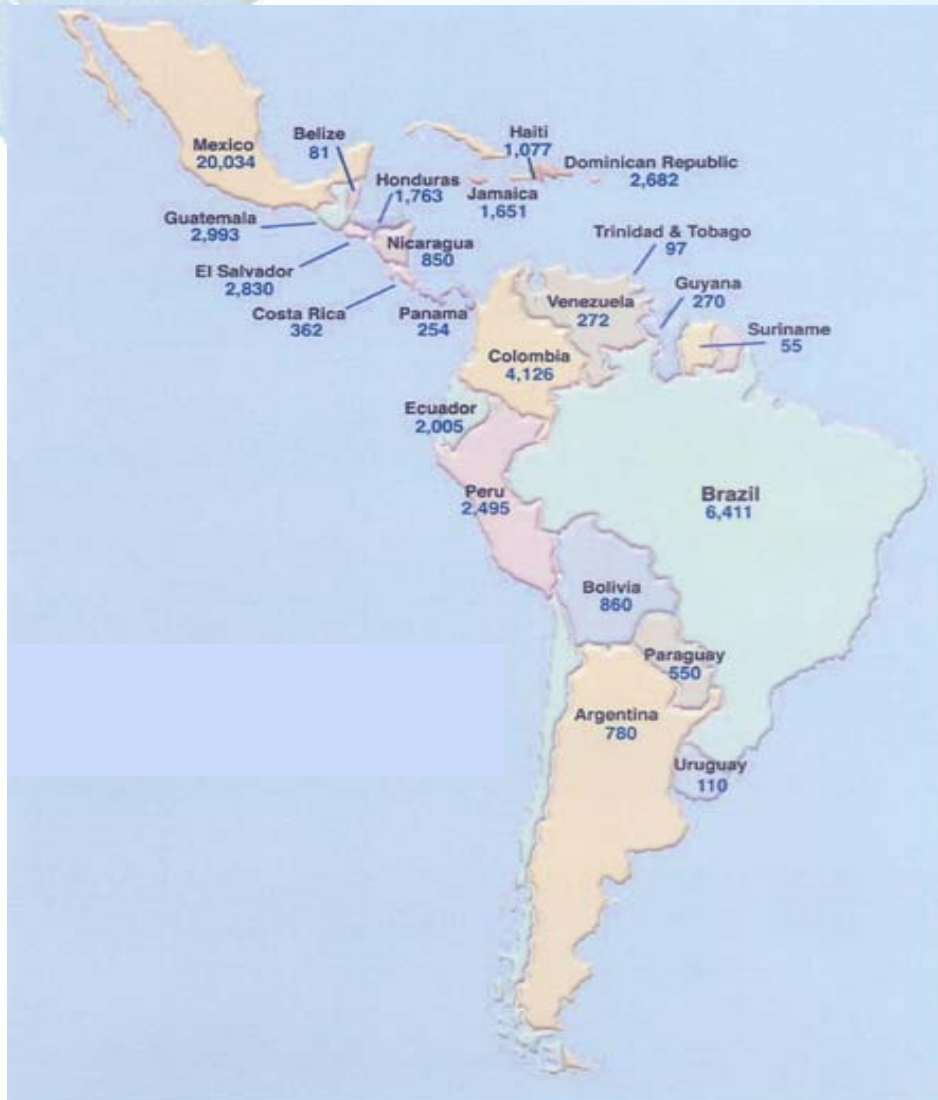 Mexico
20,034
Belize
81
Haiti
1,077
Dominican Republic
2,682
Honduras
1,763
Jamaica
1,651
Guatemala
2,993
Nicaragua
850
Trinidad & Tobago
97
El Salvador
2,830
Guyana
270
Costa Rica
362
Panama
254
Venezuela
272
Suriname
55
Colombia
4,126
Ecuador
2,005
Peru
2,495
Brazil
6,411
Bolivia
860
Paraguay
550
Argentina
780
Uruguay
110